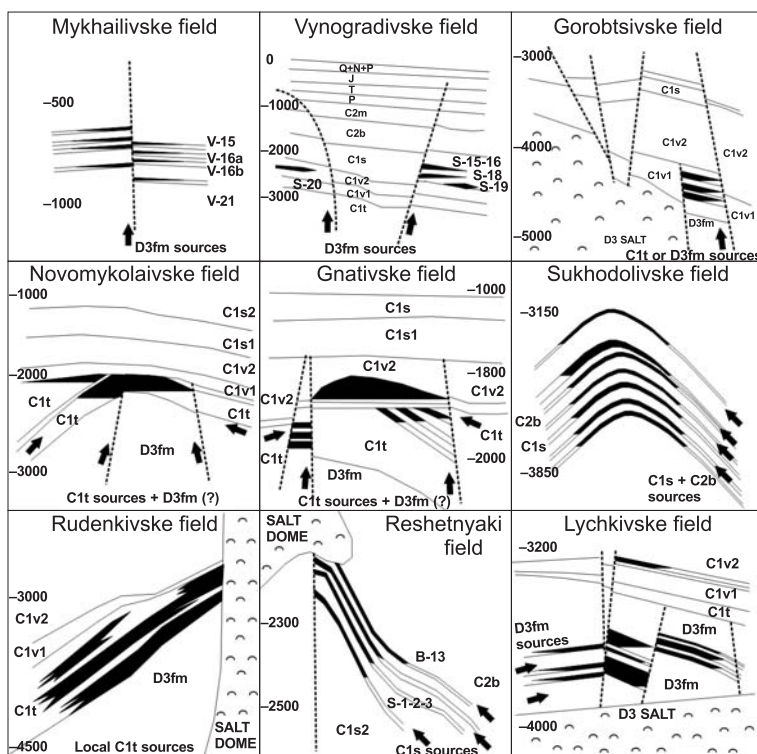 Mykhailivske field
–500
–1000
V-15
V-16a
V-16b
V-21
D3fm sources
Vynogradivske field
0
–1000
–2000
–3000
Q+N+P
J
T
P
C2m
C2b
C1s
C1v2
C1v1
C1t
S-20
S-15-16
S-18
S-19
D3fm sources
Gorobtsivske field
–3000
–4000
–5000
C1s
C1v2
C1v2
C1v1
D3fm
C1v1
D3 SALT
C1t or D3fm sources
Novomykolaivske field
–1000
–2000
–3000
C1s2
C1s1
C1v2
C1v1
C1t
C1t
C1t
D3fm
C1t sources + D3fm (?)
Gnativske field
–1000
C1s
C1s1
C1v2
–1800
C1v2
C1v2
C1t
C1t
C1t
–2000
D3fm
C1t sources + D3fm (?)
Sukhodolivske field
–3150
C2b
C1s
–3850
C1s + C2b
sources
Rudenkivske field
–3000
C1v2
C1v1
C1t
–4500
D3fm
Local C1t sources
SALT
DOME
Reshetnyaki
field
SALT
DOME
–2300
–2500
B-13
C2b
S-1-2-3
C1s2
C1s sources
Lychkivske field
–3200
C1v2
C1v1
C1t
D3fm
sources
D3fm
D3fm
D3 SALT
–4000